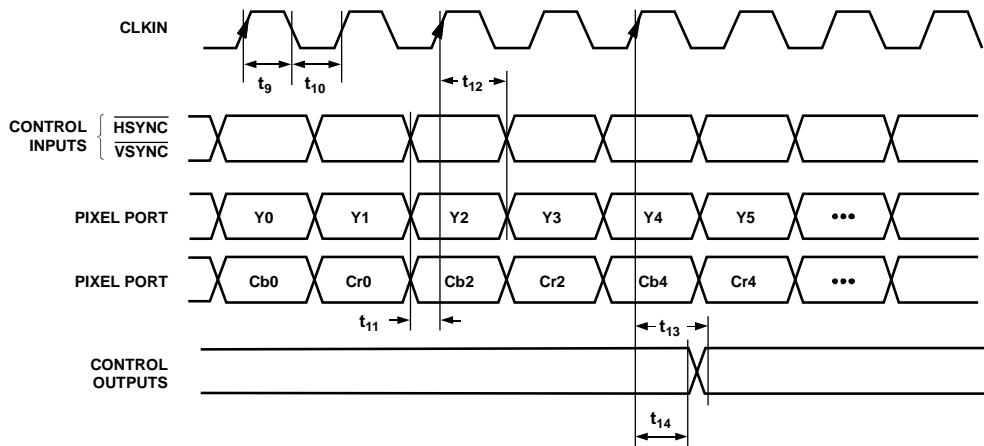 CLKIN
t9 t10 t12
CONTROL INPUTS HSYNC VSYNC
PIXEL PORT Y0 Y1 Y2 Y3 Y4 Y5 •••
PIXEL PORT Cb0 Cr0 Cb2 Cr2 Cb4 Cr4 •••
t11 t13
CONTROL OUTPUTS
t14